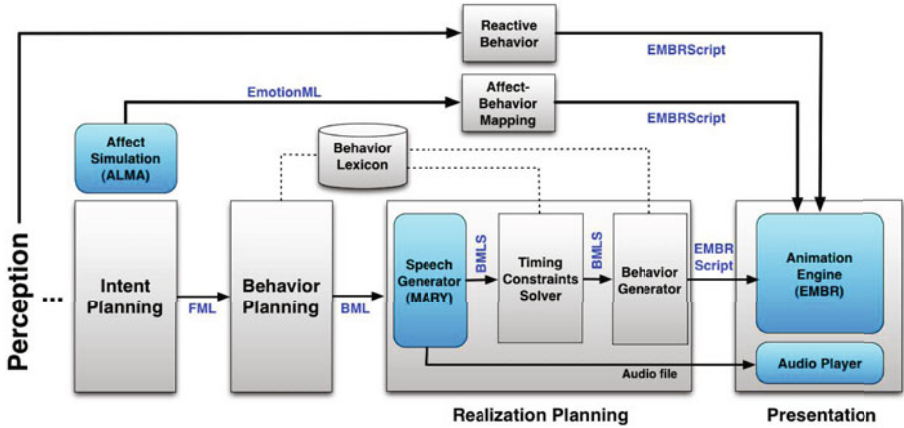 Reactive
Behavior
EMBRScript
EmotionML
Affect-
Behavior
Mapping
EMBRScript
Affect
Simulation
(ALMA)
Behavior
Lexicon
Perception
...
Intent
Planning
FML
Behavior
Planning
BML
Speech
Generator
(MARY)
BMLS
Timing
Constraints
Solver
BMLS
Behavior
Generator
EMBR
Script
Animation
Engine
(EMBR)
Audio file
Audio Player
Realization Planning
Presentation